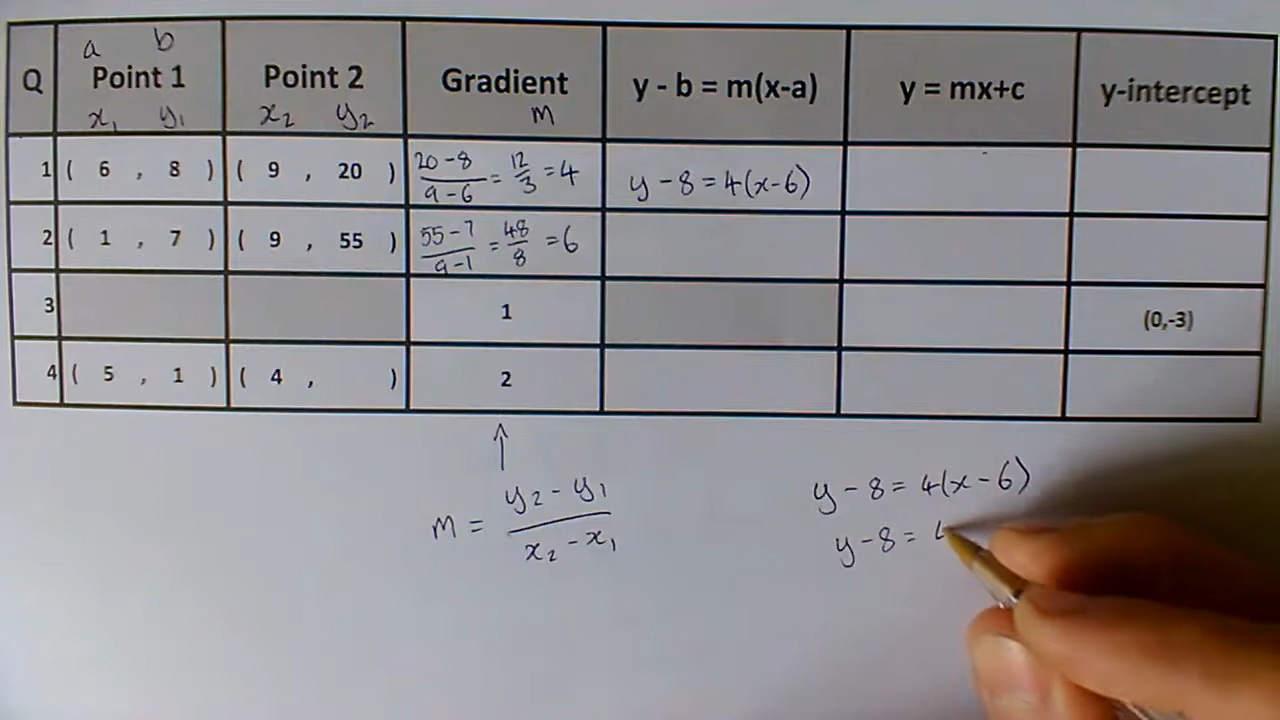 Q a b Point 1 x₁ y₁ Point 2 x₂ y₂ Gradient m y - b = m(x-a) y = mx+c y-intercept
1 ( 6 , 8 ) ( 9 , 20 ) (20-8)/(9-6) = 12/3 = 4 y - 8 = 4(x-6)
2 ( 1 , 7 ) ( 9 , 55 ) (55-7)/(9-1) = 48/8 = 6
3 1 (0,-3)
4 ( 5 , 1 ) ( 4 , ) 2
m = (y₂ - y₁)/(x₂ - x₁)
y - 8 = 4(x - 6)
y - 8 =